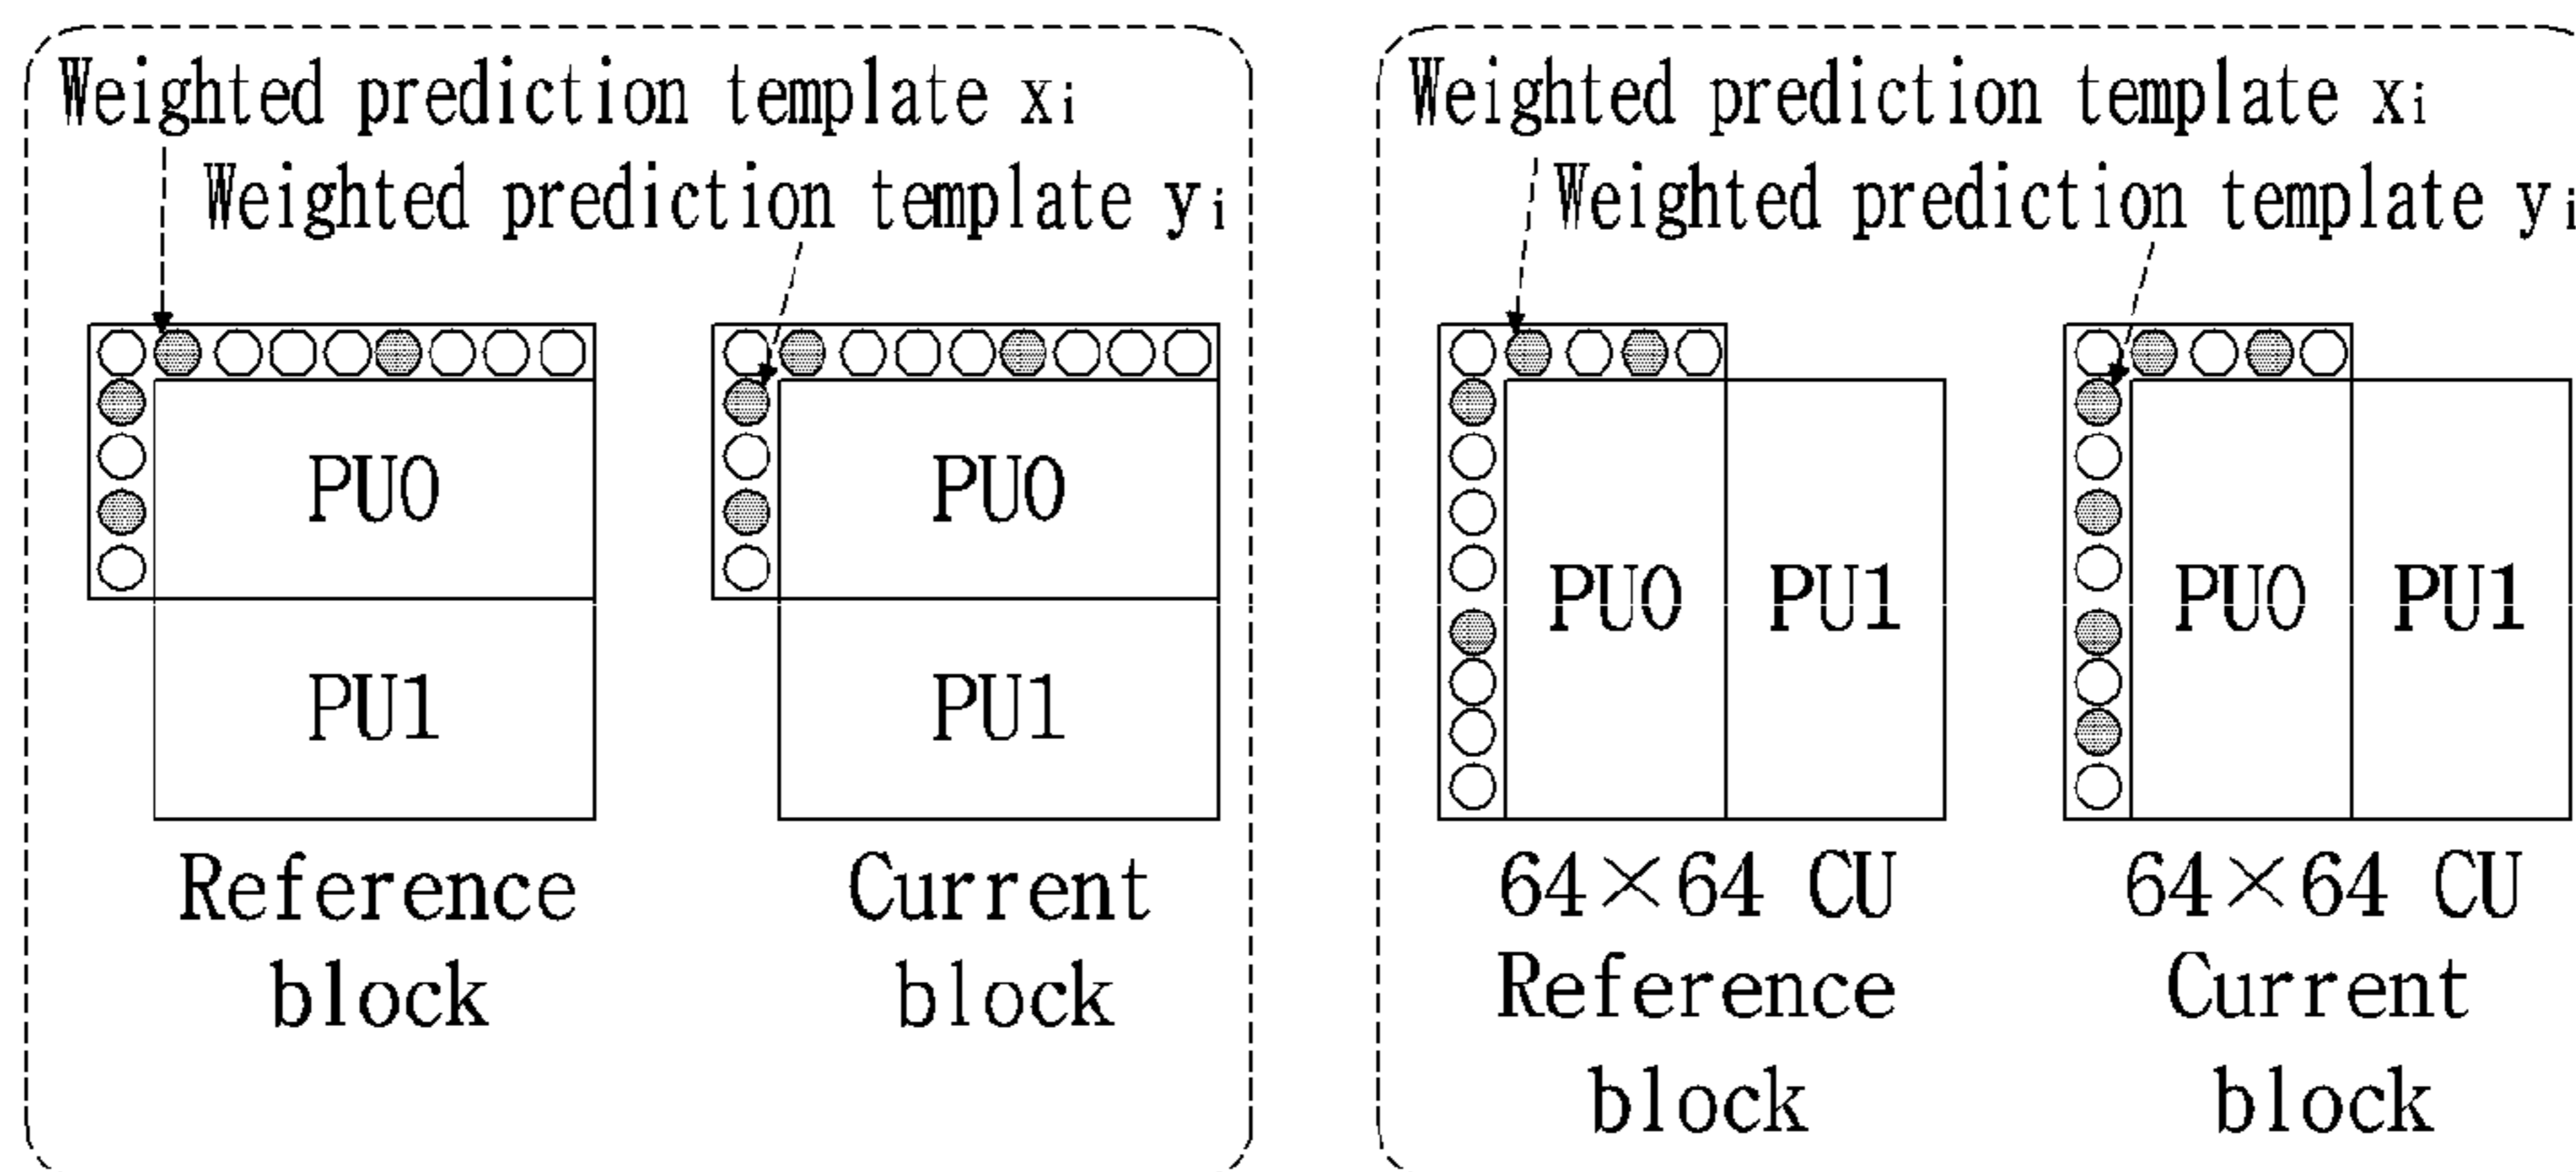 Weighted prediction template xi
Weighted prediction template yi
PU0
PU1
Reference
block
PU0
PU1
Current
block
Weighted prediction template xi
Weighted prediction template yi
PU0 PU1
64×64 CU
Reference
block
PU0 PU1
64×64 CU
Current
block